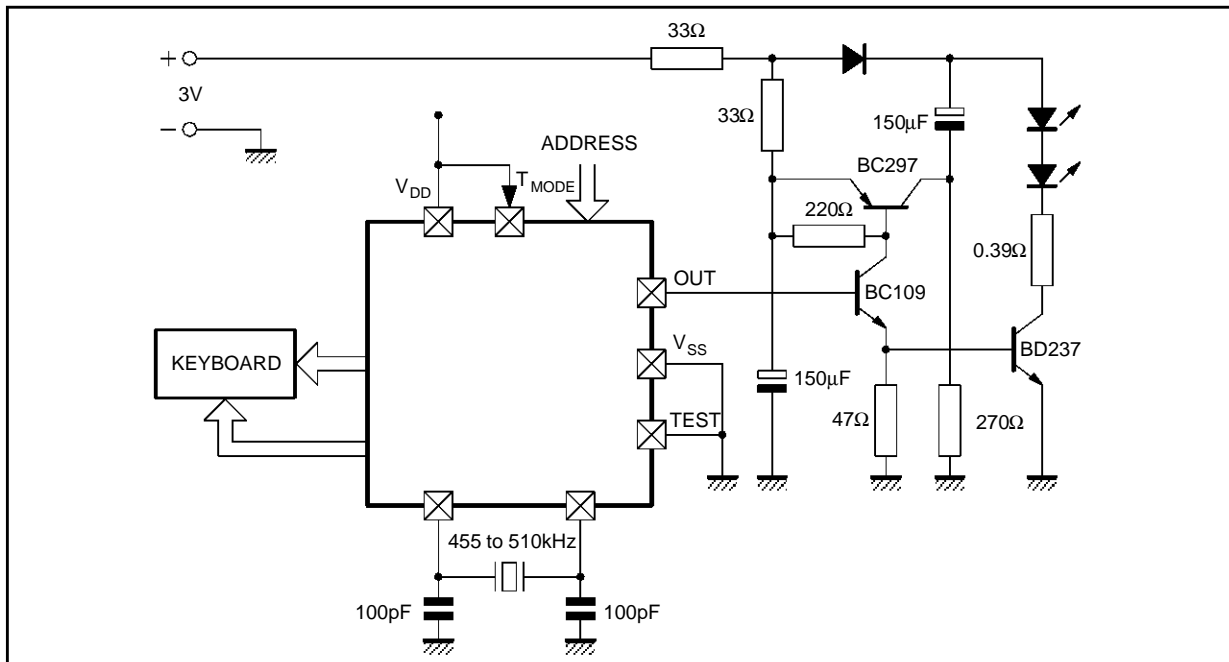 33Ω
+
3V
−
33Ω
150μF
ADDRESS
BC297
V_DD
T_MODE
220Ω
0.39Ω
OUT
BC109
BD237
V_SS
KEYBOARD
150μF
TEST
47Ω
270Ω
455 to 510kHz
100pF
100pF